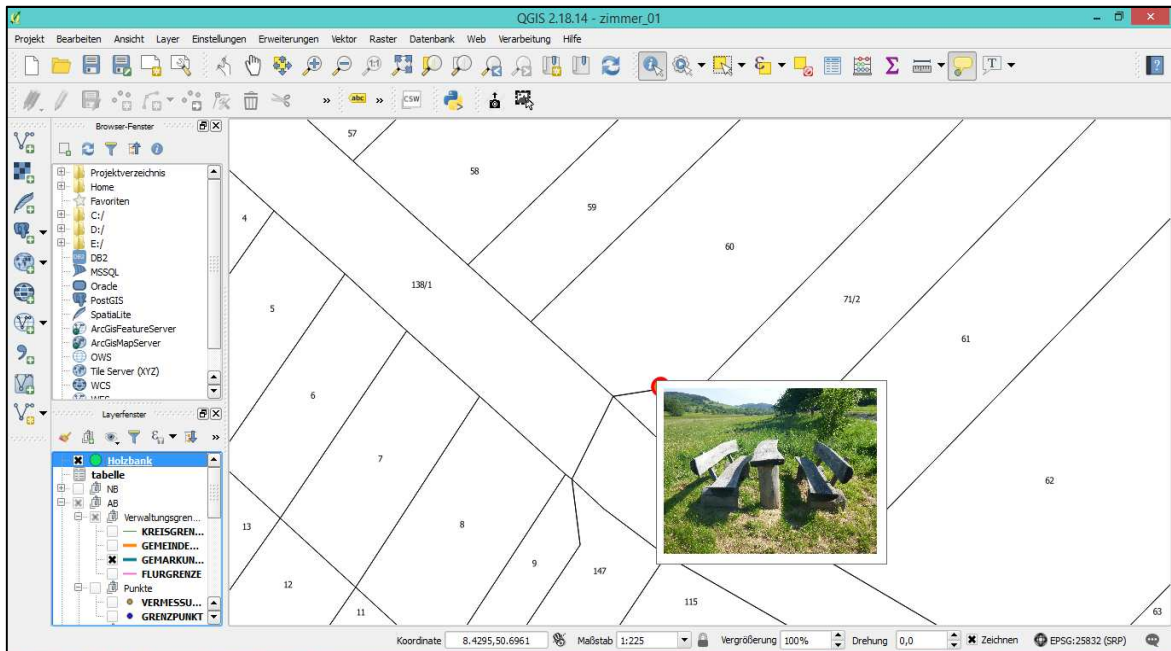 QGIS 2.18.14 - zimmer_01
Projekt Bearbeiten Ansicht Layer Einstellungen Erweiterungen Vektor Raster Datenbank Web Verarbeitung Hilfe
abc
CSW
Browser-Fenster
Projektverzeichnis
Home
Favoriten
C:/
D:/
E:/
DB2
MSSQL
Oracle
PostGIS
SpatiaLite
ArcGisFeatureServer
ArcGisMapServer
OWS
Tile Server (XYZ)
WCS
Layerfenster
Holzbank
tabelle
NB
AB
Verwaltungsgren...
KREISGREN...
GEMEINDE...
GEMARKUN...
FLURGRENZE
Punkte
VERMESSU...
GRENZPUNKT
57
58
59
4
60
138/1
71/2
5
61
6
7
62
8
13
9
147
12
115
11
63
Koordinate 8.4295,50.6961 Maßstab 1:225 Vergrößerung 100% Drehung 0,0 Zeichnen EPSG:25832 (SRP)